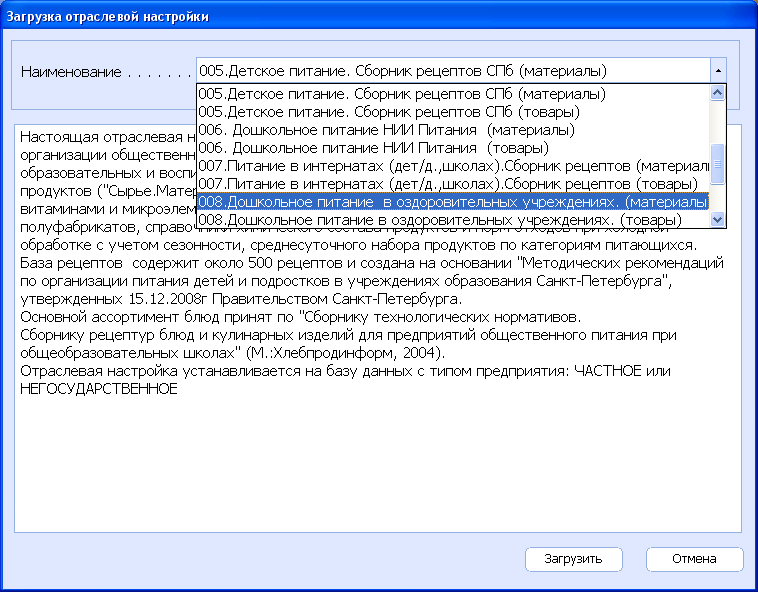 Загрузка отраслевой настройки
Наименование . . . . . . . 005.Детское питание. Сборник рецептов СПб (материалы)
005.Детское питание. Сборник рецептов СПб (материалы)
005.Детское питание. Сборник рецептов СПб (товары)
006. Дошкольное питание НИИ Питания (материалы)
006. Дошкольное питание НИИ Питания (товары)
007.Питание в интернатах (дет/д.,школах).Сборник рецептов (материал
007.Питание в интернатах (дет/д.,школах).Сборник рецептов (товары)
008.Дошкольное питание в оздоровительных учреждениях. (материалы
008.Дошкольное питание в оздоровительных учреждениях. (товары)
Настоящая отраслевая н
организации общественн
образовательных и воспи
продуктов ("Сырье.Матер
витаминами и микроэлем
полуфабрикатов, справочники химического состава продуктов и норм отходов при холодной
обработке с учетом сезонности, среднесуточного набора продуктов по категориям питающихся.
База рецептов содержит около 500 рецептов и создана на основании "Методических рекомендаций
по организации питания детей и подростков в учреждениях образования Санкт-Петербурга",
утвержденных 15.12.2008г Правительством Санкт-Петербурга.
Основной ассортимент блюд принят по "Сборнику технологических нормативов.
Сборнику рецептур блюд и кулинарных изделий для предприятий общественного питания при
общеобразовательных школах" (М.:Хлебпродинформ, 2004).
Отраслевая настройка устанавливается на базу данных с типом предприятия: ЧАСТНОЕ или
НЕГОСУДАРСТВЕННОЕ
Загрузить
Отмена